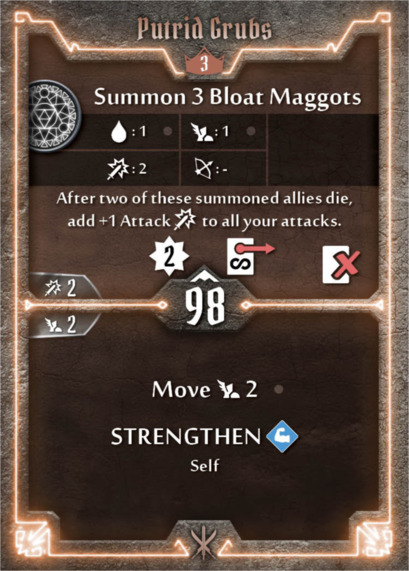 Putrid Grubs
3
Summon 3 Bloat Maggots
: 1 : 1
: 2 : -
After two of these summoned allies die,
add +1 Attack to all your attacks.
2
2
98
2
Move 2
STRENGTHEN
Self